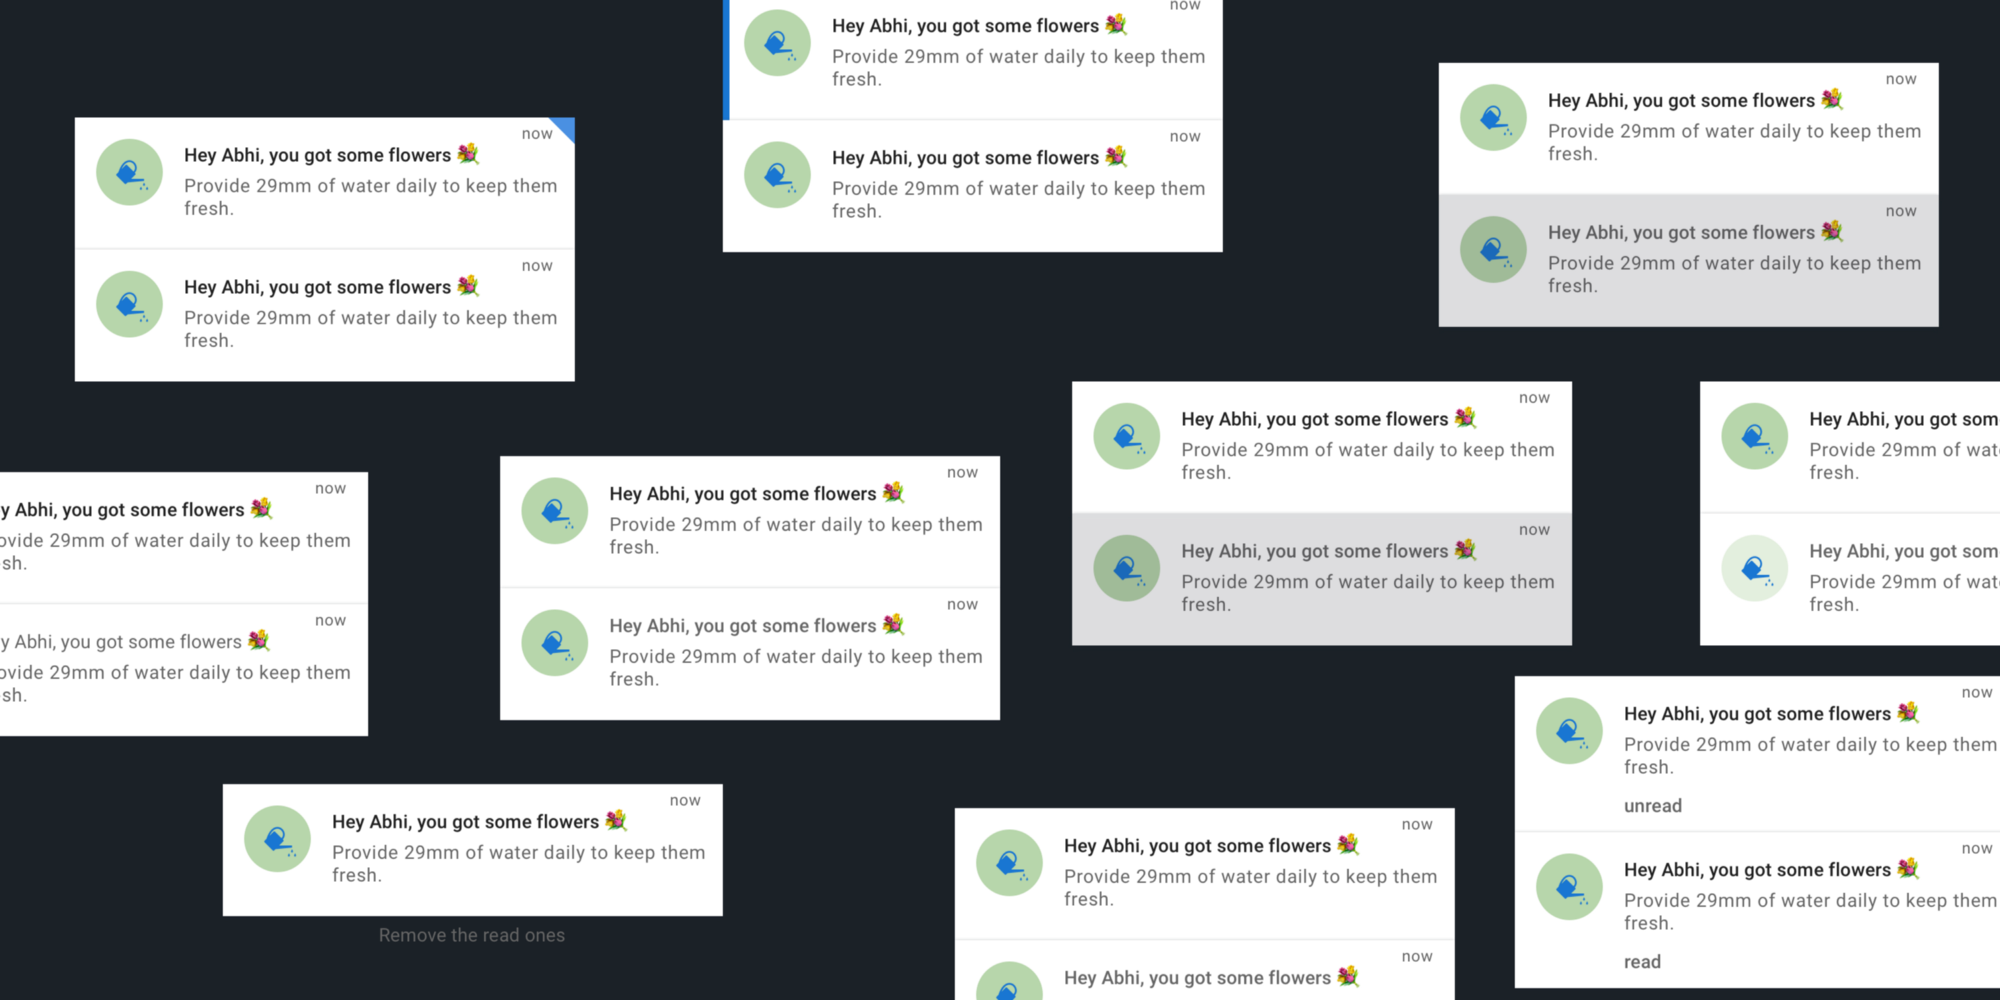 now
Hey Abhi, you got some flowers 💐
Provide 29mm of water daily to keep them
fresh.
now
Hey Abhi, you got some flowers 💐
Provide 29mm of water daily to keep them
fresh.
now
Hey Abhi, you got some flowers 💐
Provide 29mm of water daily to keep them
fresh.
now
Hey Abhi, you got some flowers 💐
Provide 29mm of water daily to keep them
fresh.
now
Hey Abhi, you got some flowers 💐
Provide 29mm of water daily to keep them
fresh.
now
Hey Abhi, you got some flowers 💐
Provide 29mm of water daily to keep them
fresh.
now
y Abhi, you got some flowers 💐
ovide 29mm of water daily to keep them
sh.
now
y Abhi, you got some flowers 💐
ovide 29mm of water daily to keep them
sh.
now
Hey Abhi, you got some flowers 💐
Provide 29mm of water daily to keep them
fresh.
now
Hey Abhi, you got some flowers 💐
Provide 29mm of water daily to keep them
fresh.
now
Hey Abhi, you got some flowers 💐
Provide 29mm of water daily to keep them
fresh.
now
Hey Abhi, you got some flowers 💐
Provide 29mm of water daily to keep them
fresh.
Hey Abhi, you got som
Provide 29mm of wat
fresh.
Hey Abhi, you got som
Provide 29mm of wat
fresh.
now
Hey Abhi, you got some flowers 💐
Provide 29mm of water daily to keep them
fresh.
Remove the read ones
now
Hey Abhi, you got some flowers 💐
Provide 29mm of water daily to keep them
fresh.
now
Hey Abhi, you got some flowers 💐
now
Hey Abhi, you got some flowers 💐
Provide 29mm of water daily to keep them
fresh.
unread
now
Hey Abhi, you got some flowers 💐
Provide 29mm of water daily to keep them
fresh.
read